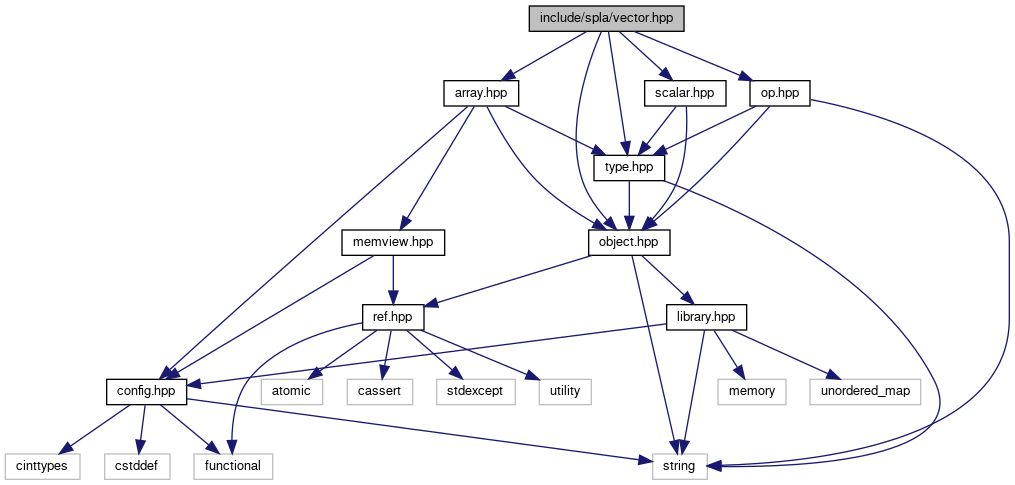 include/spla/vector.hpp
array.hpp
scalar.hpp
op.hpp
type.hpp
memview.hpp
object.hpp
ref.hpp
library.hpp
config.hpp
atomic
cassert
stdexcept
utility
memory
unordered_map
cinttypes
cstddef
functional
string